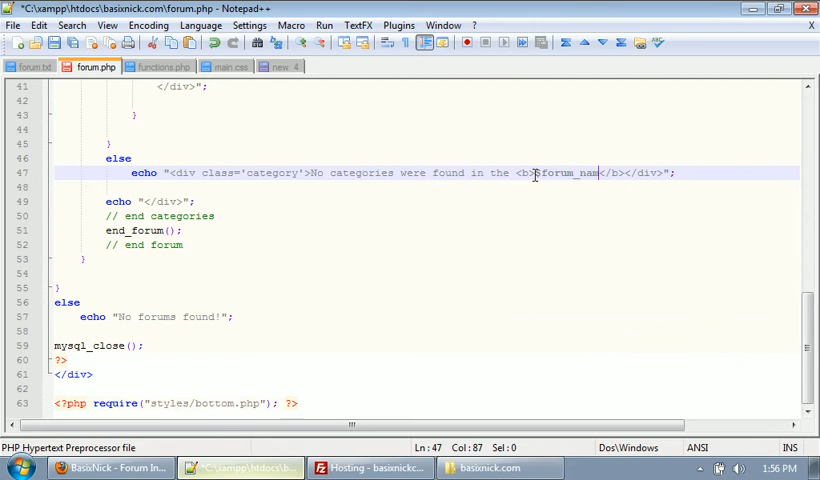 *C:\xampp\htdocs\basixnick.com\forum.php - Notepad++
File Edit Search View Encoding Language Settings Macro Run TextFX Plugins Window ?
X
forum.txt forum.php functions.php main.css new 4
41 </div>";
42
43 }
44
45 }
46 else
47 echo "<div class='category'>No categories were found in the <b>$forum_nam</b></div>";
48
49 echo "</div>";
50 // end categories
51 end_forum();
52 // end forum
53 }
54
55 }
56 else
57 echo "No forums found!";
58
59 mysql_close();
60 ?>
61 </div>
62
63 <?php require("styles/bottom.php"); ?>
PHP Hypertext Preprocessor file Ln : 47 Col : 87 Sel : 0 Dos\Windows ANSI INS
BasixNick - Forum In... *C:\xampp\htdocs\b... Hosting - basixnickc... basixnick.com 1:56 PM